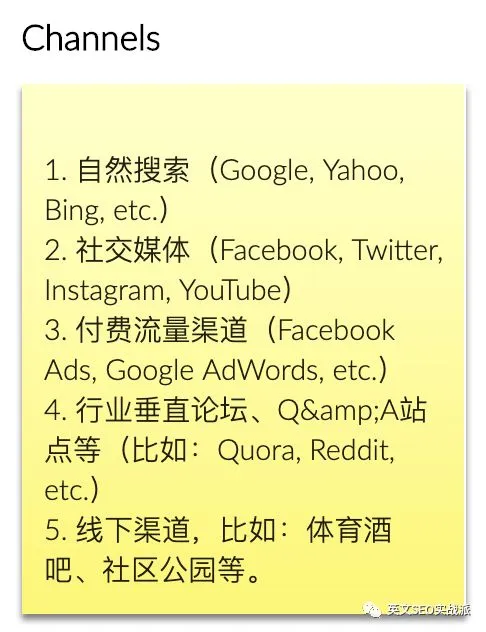 Channels
1. 自然搜索（Google, Yahoo,
Bing, etc.）
2. 社交媒体（Facebook, Twitter,
Instagram, YouTube）
3. 付费流量渠道（Facebook
Ads, Google AdWords, etc.）
4. 行业垂直论坛、Q&amp;A站
点等（比如：Quora, Reddit,
etc.）
5. 线下渠道，比如：体育酒
吧、社区公园等。
英文SEO实战派